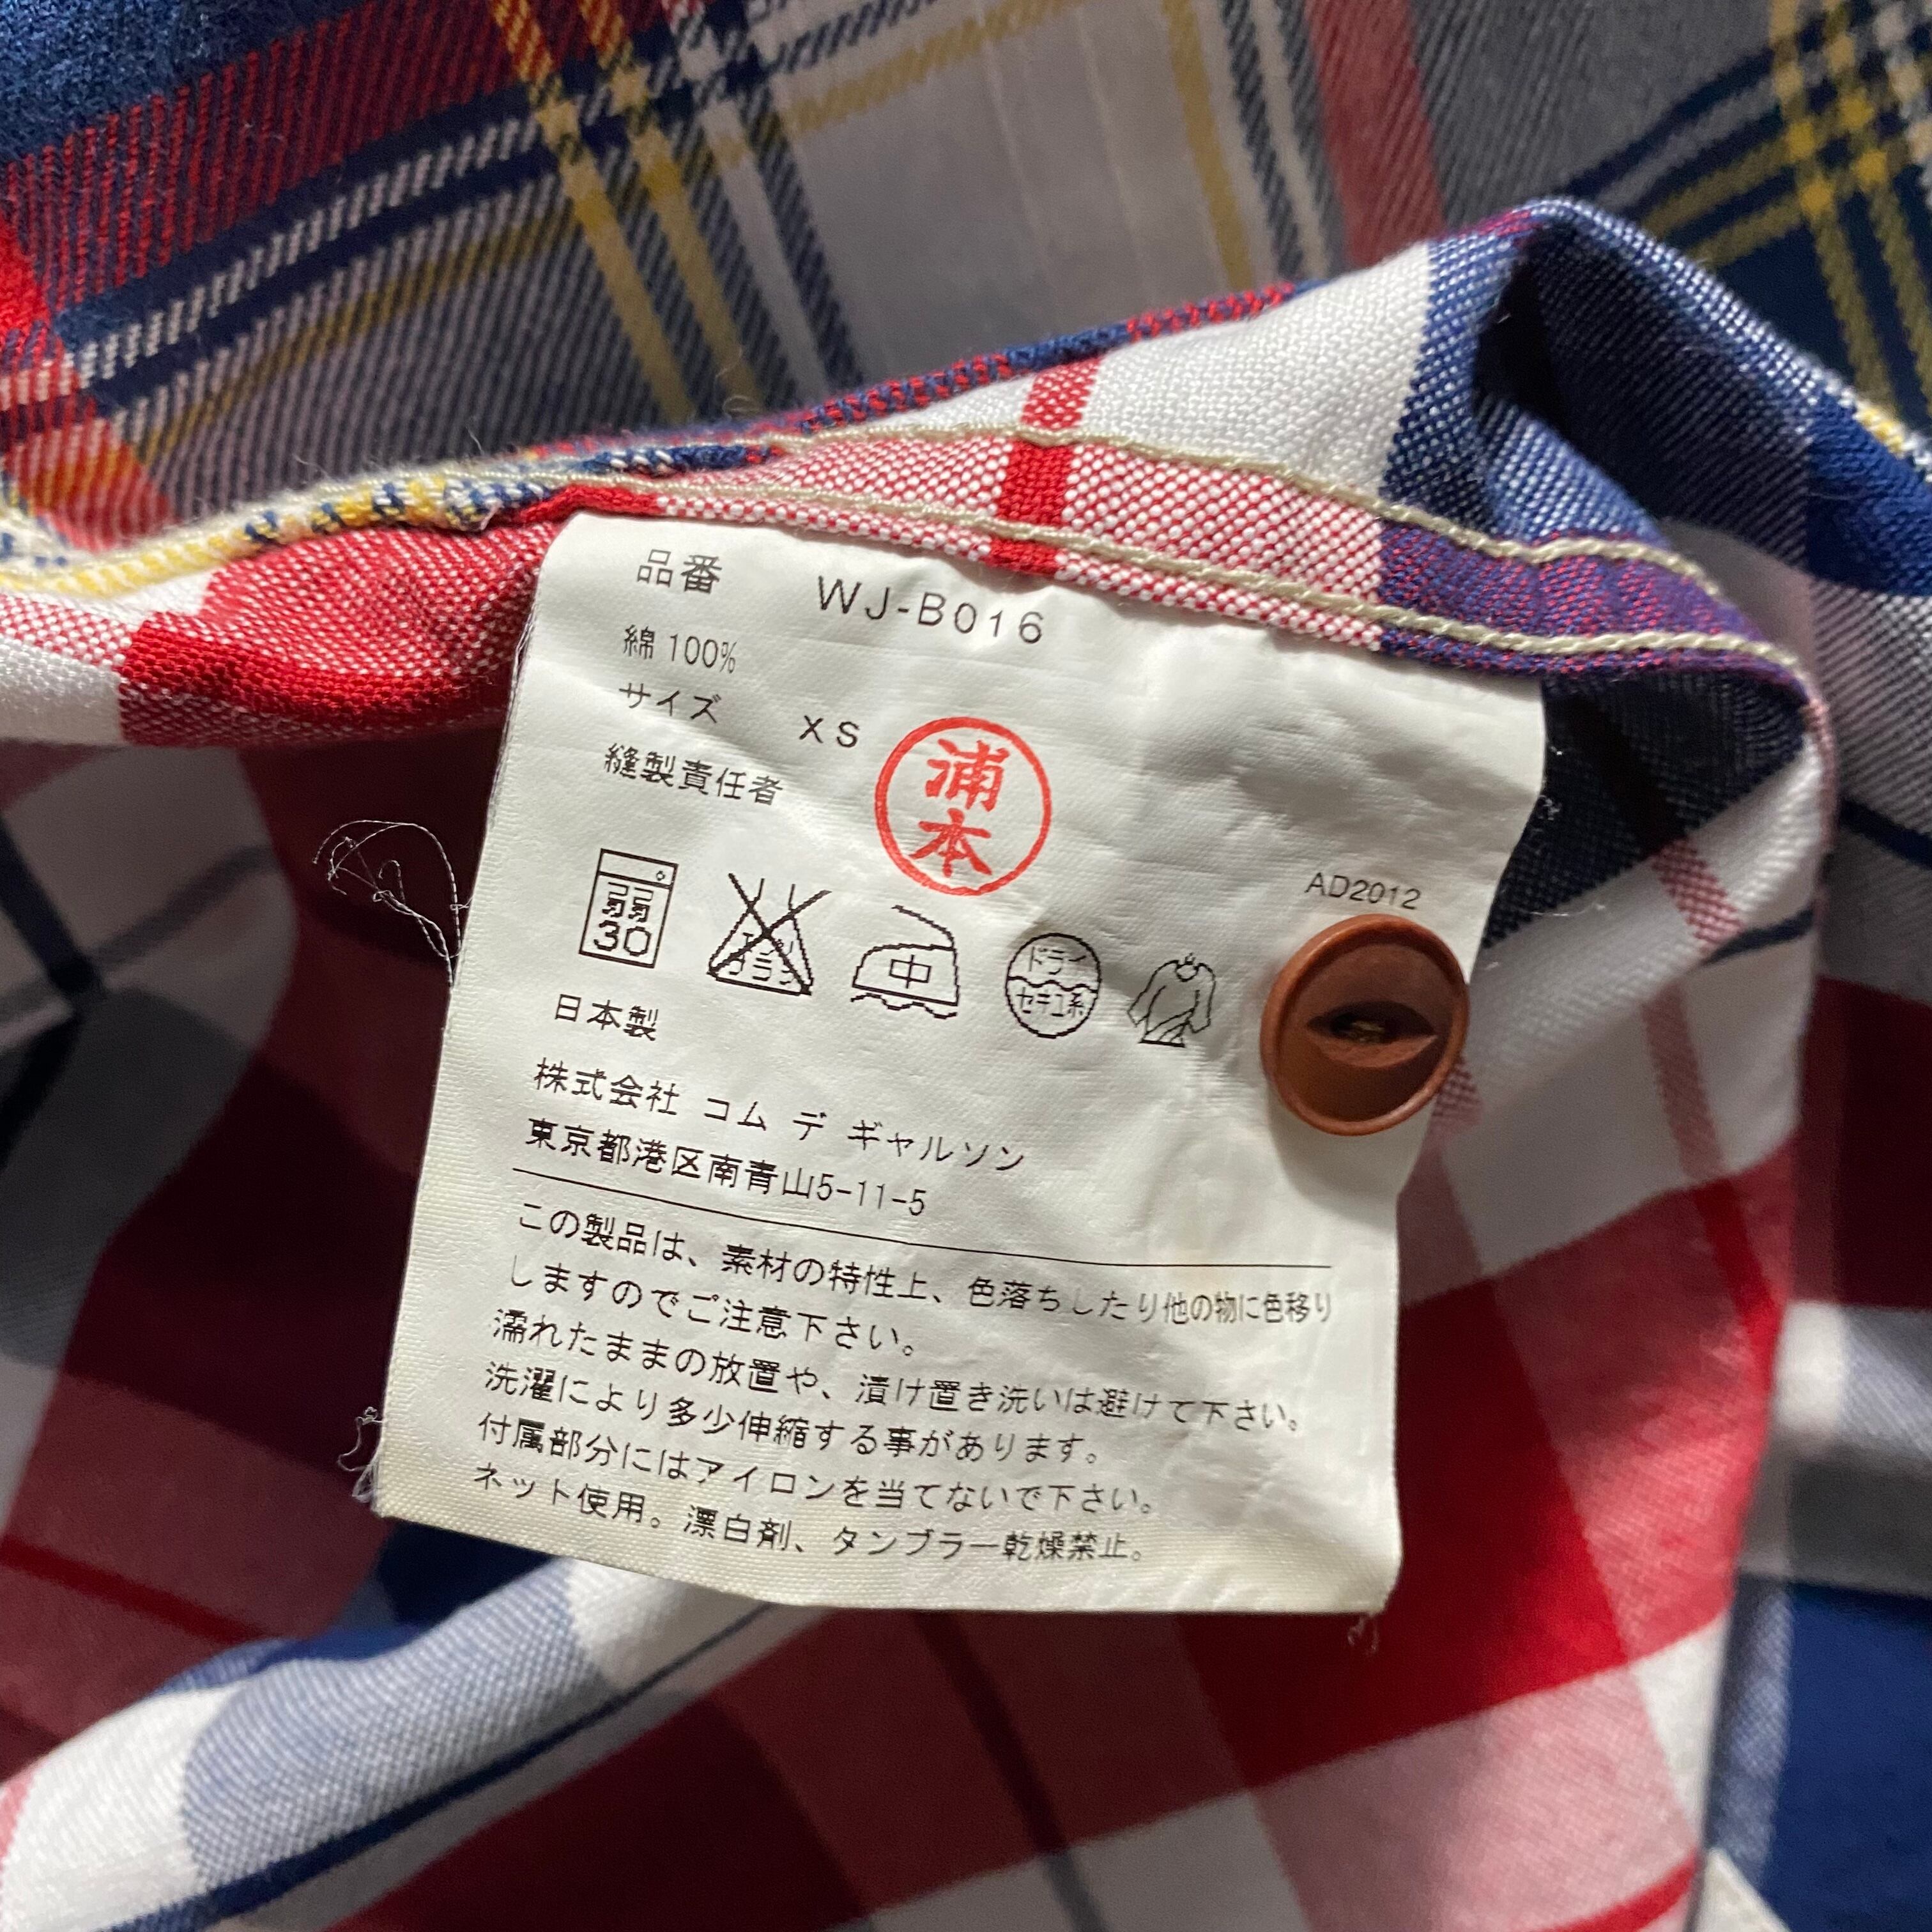 品番 WJ-B016
綿 100%
サイズ XS
縫製責任者 浦本
AD2012
弱 30
エンソ サラシ
中
ドライ セキユ系
日本製
株式会社 コム デ ギャルソン
東京都港区南青山5-11-5
この製品は、素材の特性上、色落ちしたり他の物に色移り
しますのでご注意下さい。
濡れたままの放置や、漬け置き洗いは避けて下さい。
洗濯により多少伸縮する事があります。
付属部分にはアイロンを当てないで下さい。
ネット使用。漂白剤、タンブラー乾燥禁止。